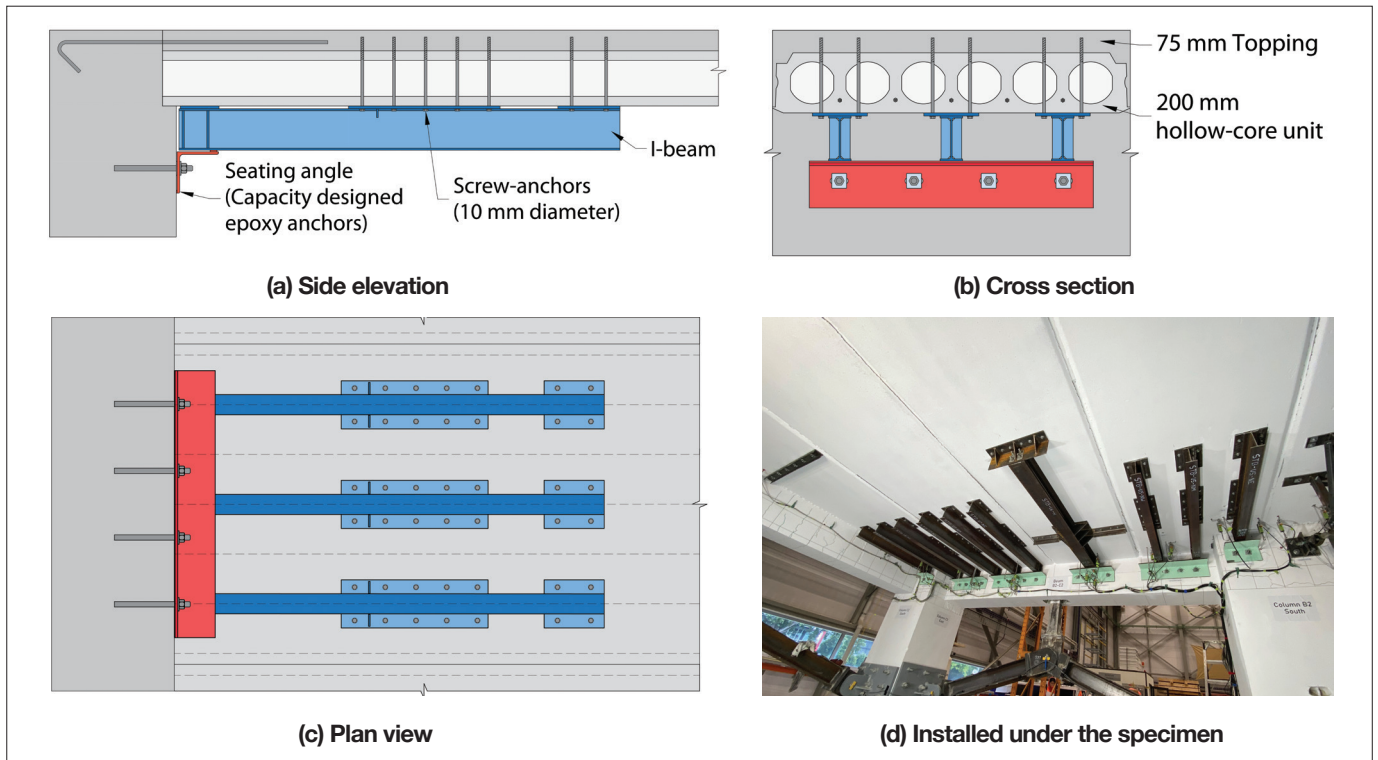 Seating angle
(Capacity designed
epoxy anchors)
Screw-anchors
(10 mm diameter)
I-beam
(a) Side elevation
75 mm Topping
200 mm
hollow-core unit
(b) Cross section
(c) Plan view
Column B2
South
(d) Installed under the specimen